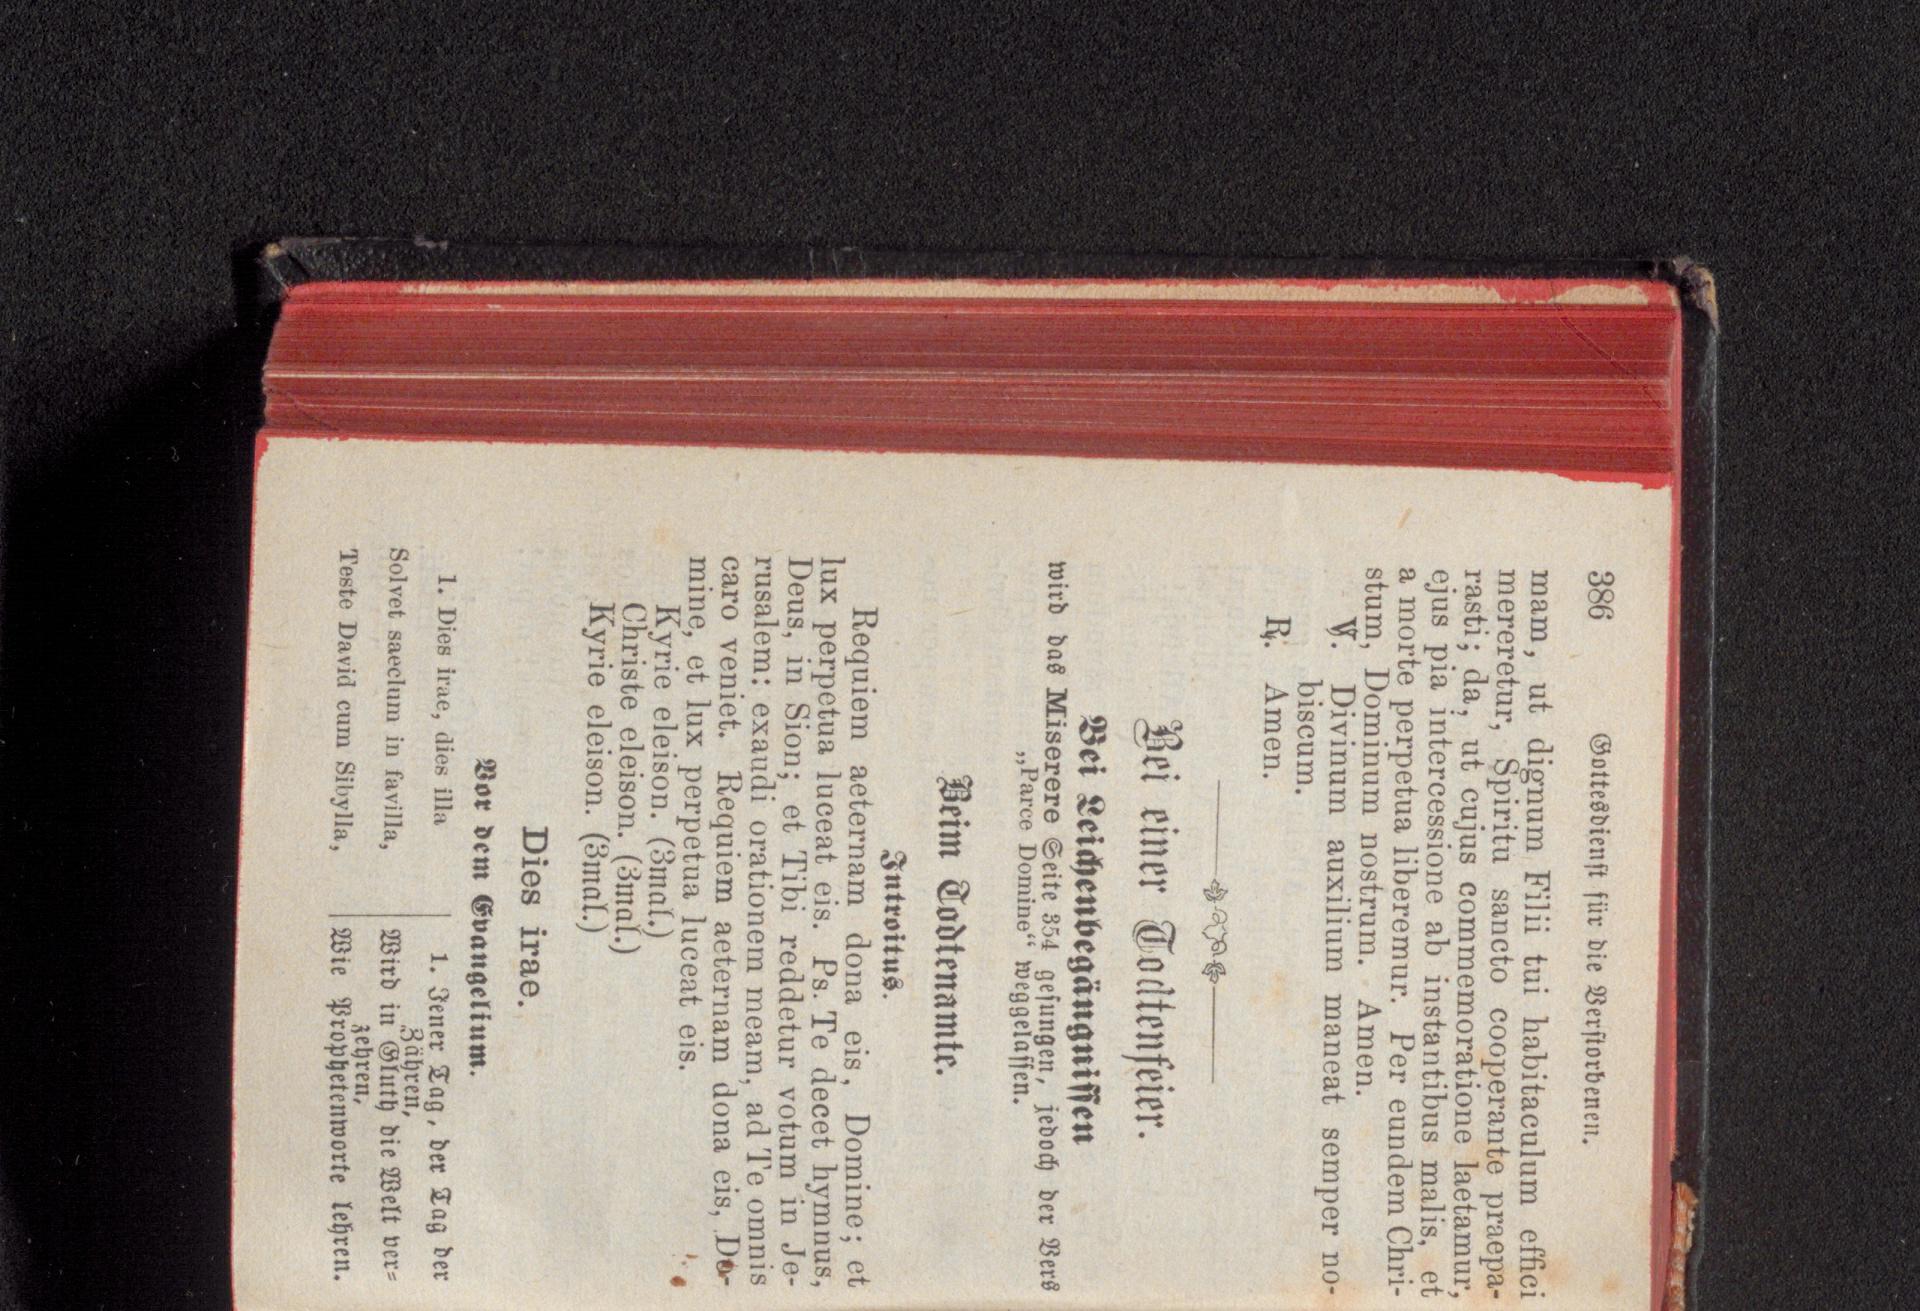 386 Gottesdienst für die Verstorbenen.
mam, ut dignum Filii tui habitaculum effici
mereretur, Spiritu sancto cooperante praepa-
rasti; da, ut cujus commemoratione laetamur,
ejus pia intercessione ab instantibus malis, et
a morte perpetua liberemur. Per eundem Chri-
stum, Dominum nostrum. Amen.
℣. Divinum auxilium maneat semper no-
biscum.
℟. Amen.
Bei einer Todtenfeier.
Bei Leichenbegängnissen
wird das Miserere Seite 354 gesungen, jedoch der Vers
„Parce Domine“ weggelassen.
Beim Todtenamte.
Introitus.
Requiem aeternam dona eis, Domine; et
lux perpetua luceat eis. Ps. Te decet hymnus,
Deus, in Sion; et Tibi reddetur votum in Je-
rusalem: exaudi orationem meam, ad Te omnis
caro veniet. Requiem aeternam dona eis, Do-
mine, et lux perpetua luceat eis.
Kyrie eleison. (3mal.)
Christe eleison. (3mal.)
Kyrie eleison. (3mal.)
Dies irae.
Vor dem Evangelium.
1. Dies irae, dies illa
Solvet saeclum in favilla,
Teste David cum Sibylla,
1. Jener Tag, der Tag der
Zähren,
Wird in Gluth die Welt ver=
zehren,
Wie Prophetenworte lehren.